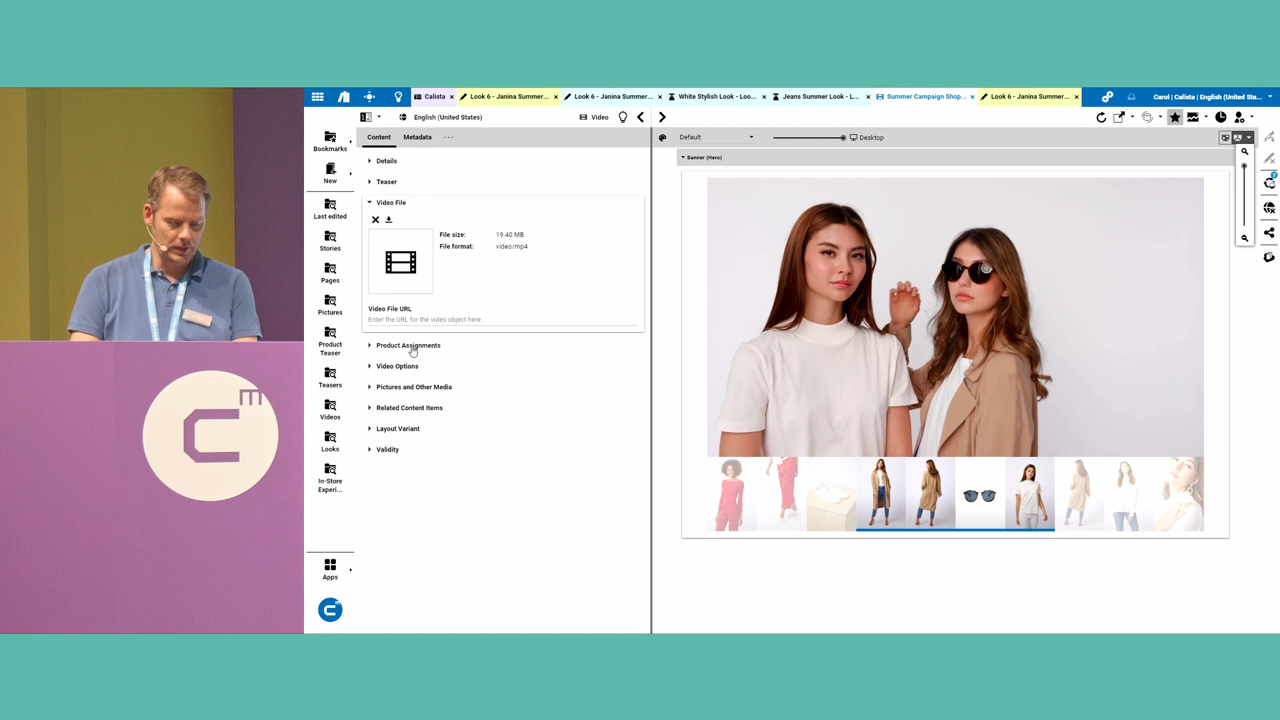 Calista
Look 6 - Janina Summer...
Look 6 - Janina Summer...
White Stylish Look - Loo...
Jeans Summer Look - L...
Summer Campaign Shop...
Look 6 - Janina Summer...
Carol | Calista | English (United Sta...
English (United States)
Video
Default
Desktop
Bookmarks
New
Last edited
Stories
Pages
Pictures
Product
Teaser
Teasers
Videos
Looks
In-Store
Experi...
Apps
Content
Metadata
Details
Teaser
Video File
File size:
19.40 MB
File format:
video/mp4
Video File URL
Enter the URL for the video object here.
Product Assignments
Video Options
Pictures and Other Media
Related Content Items
Layout Variant
Validity
Banner (Hero)
C m